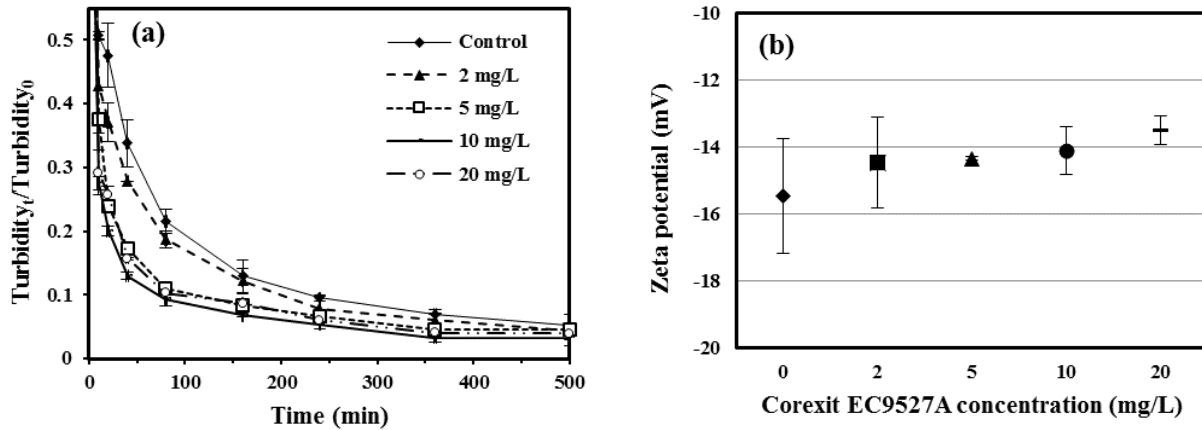 (a)
Control
2 mg/L
5 mg/L
10 mg/L
20 mg/L
0.5
0.4
0.3
0.2
0.1
0
0 100 200 300 400 500
Time (min)
Turbidityt/Turbidity0
(b)
-10
-12
-14
-16
-18
-20
0 2 5 10 20
Corexit EC9527A concentration (mg/L)
Zeta potential (mV)